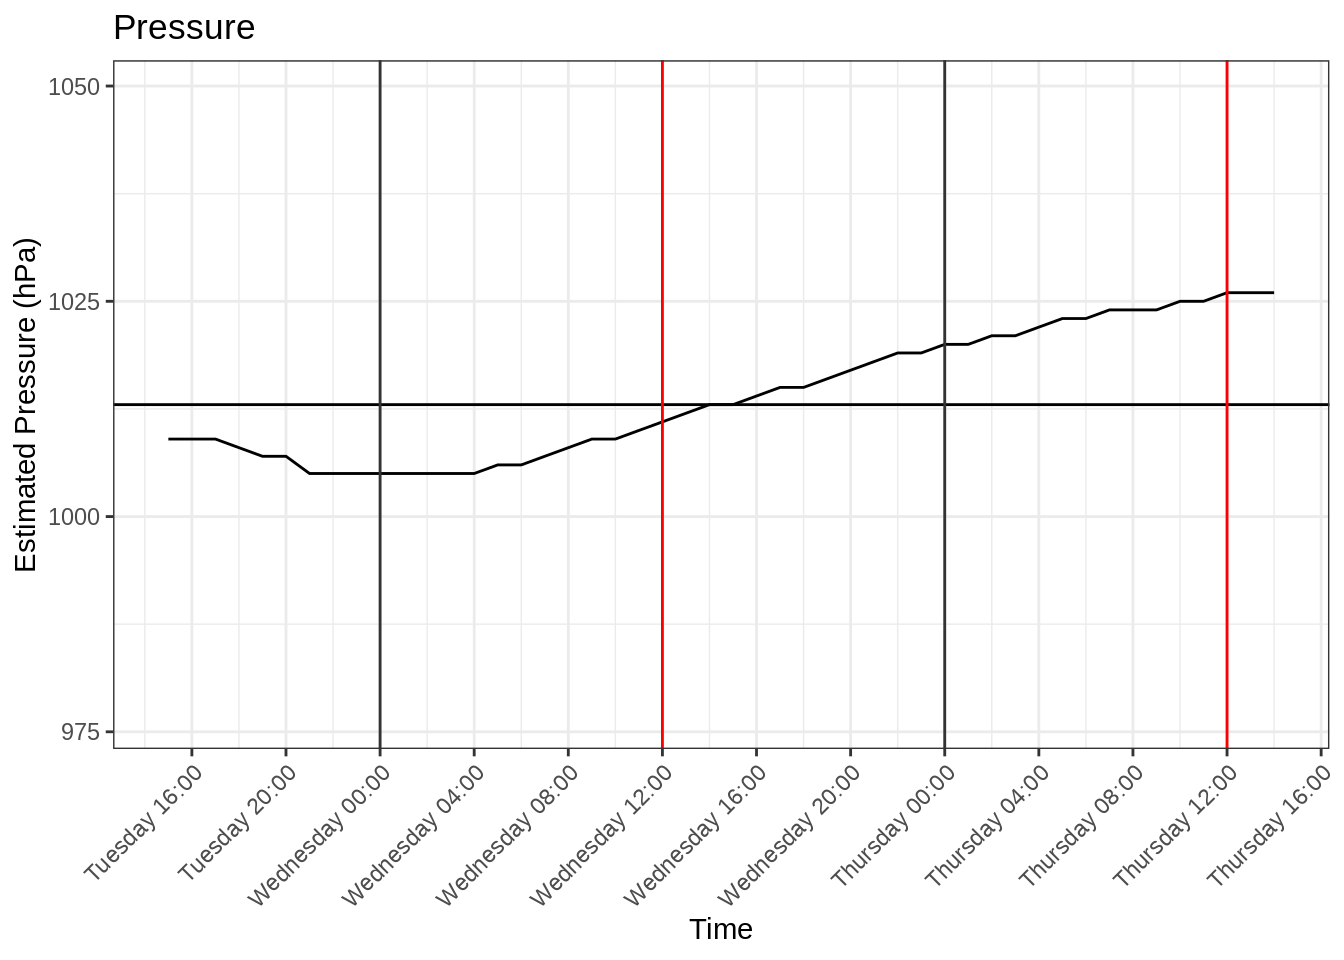 Pressure
Estimated Pressure (hPa)
1050
1025
1000
975
Tuesday 16:00
Tuesday 20:00
Wednesday 00:00
Wednesday 04:00
Wednesday 08:00
Wednesday 12:00
Wednesday 16:00
Wednesday 20:00
Thursday 00:00
Thursday 04:00
Thursday 08:00
Thursday 12:00
Thursday 16:00
Time